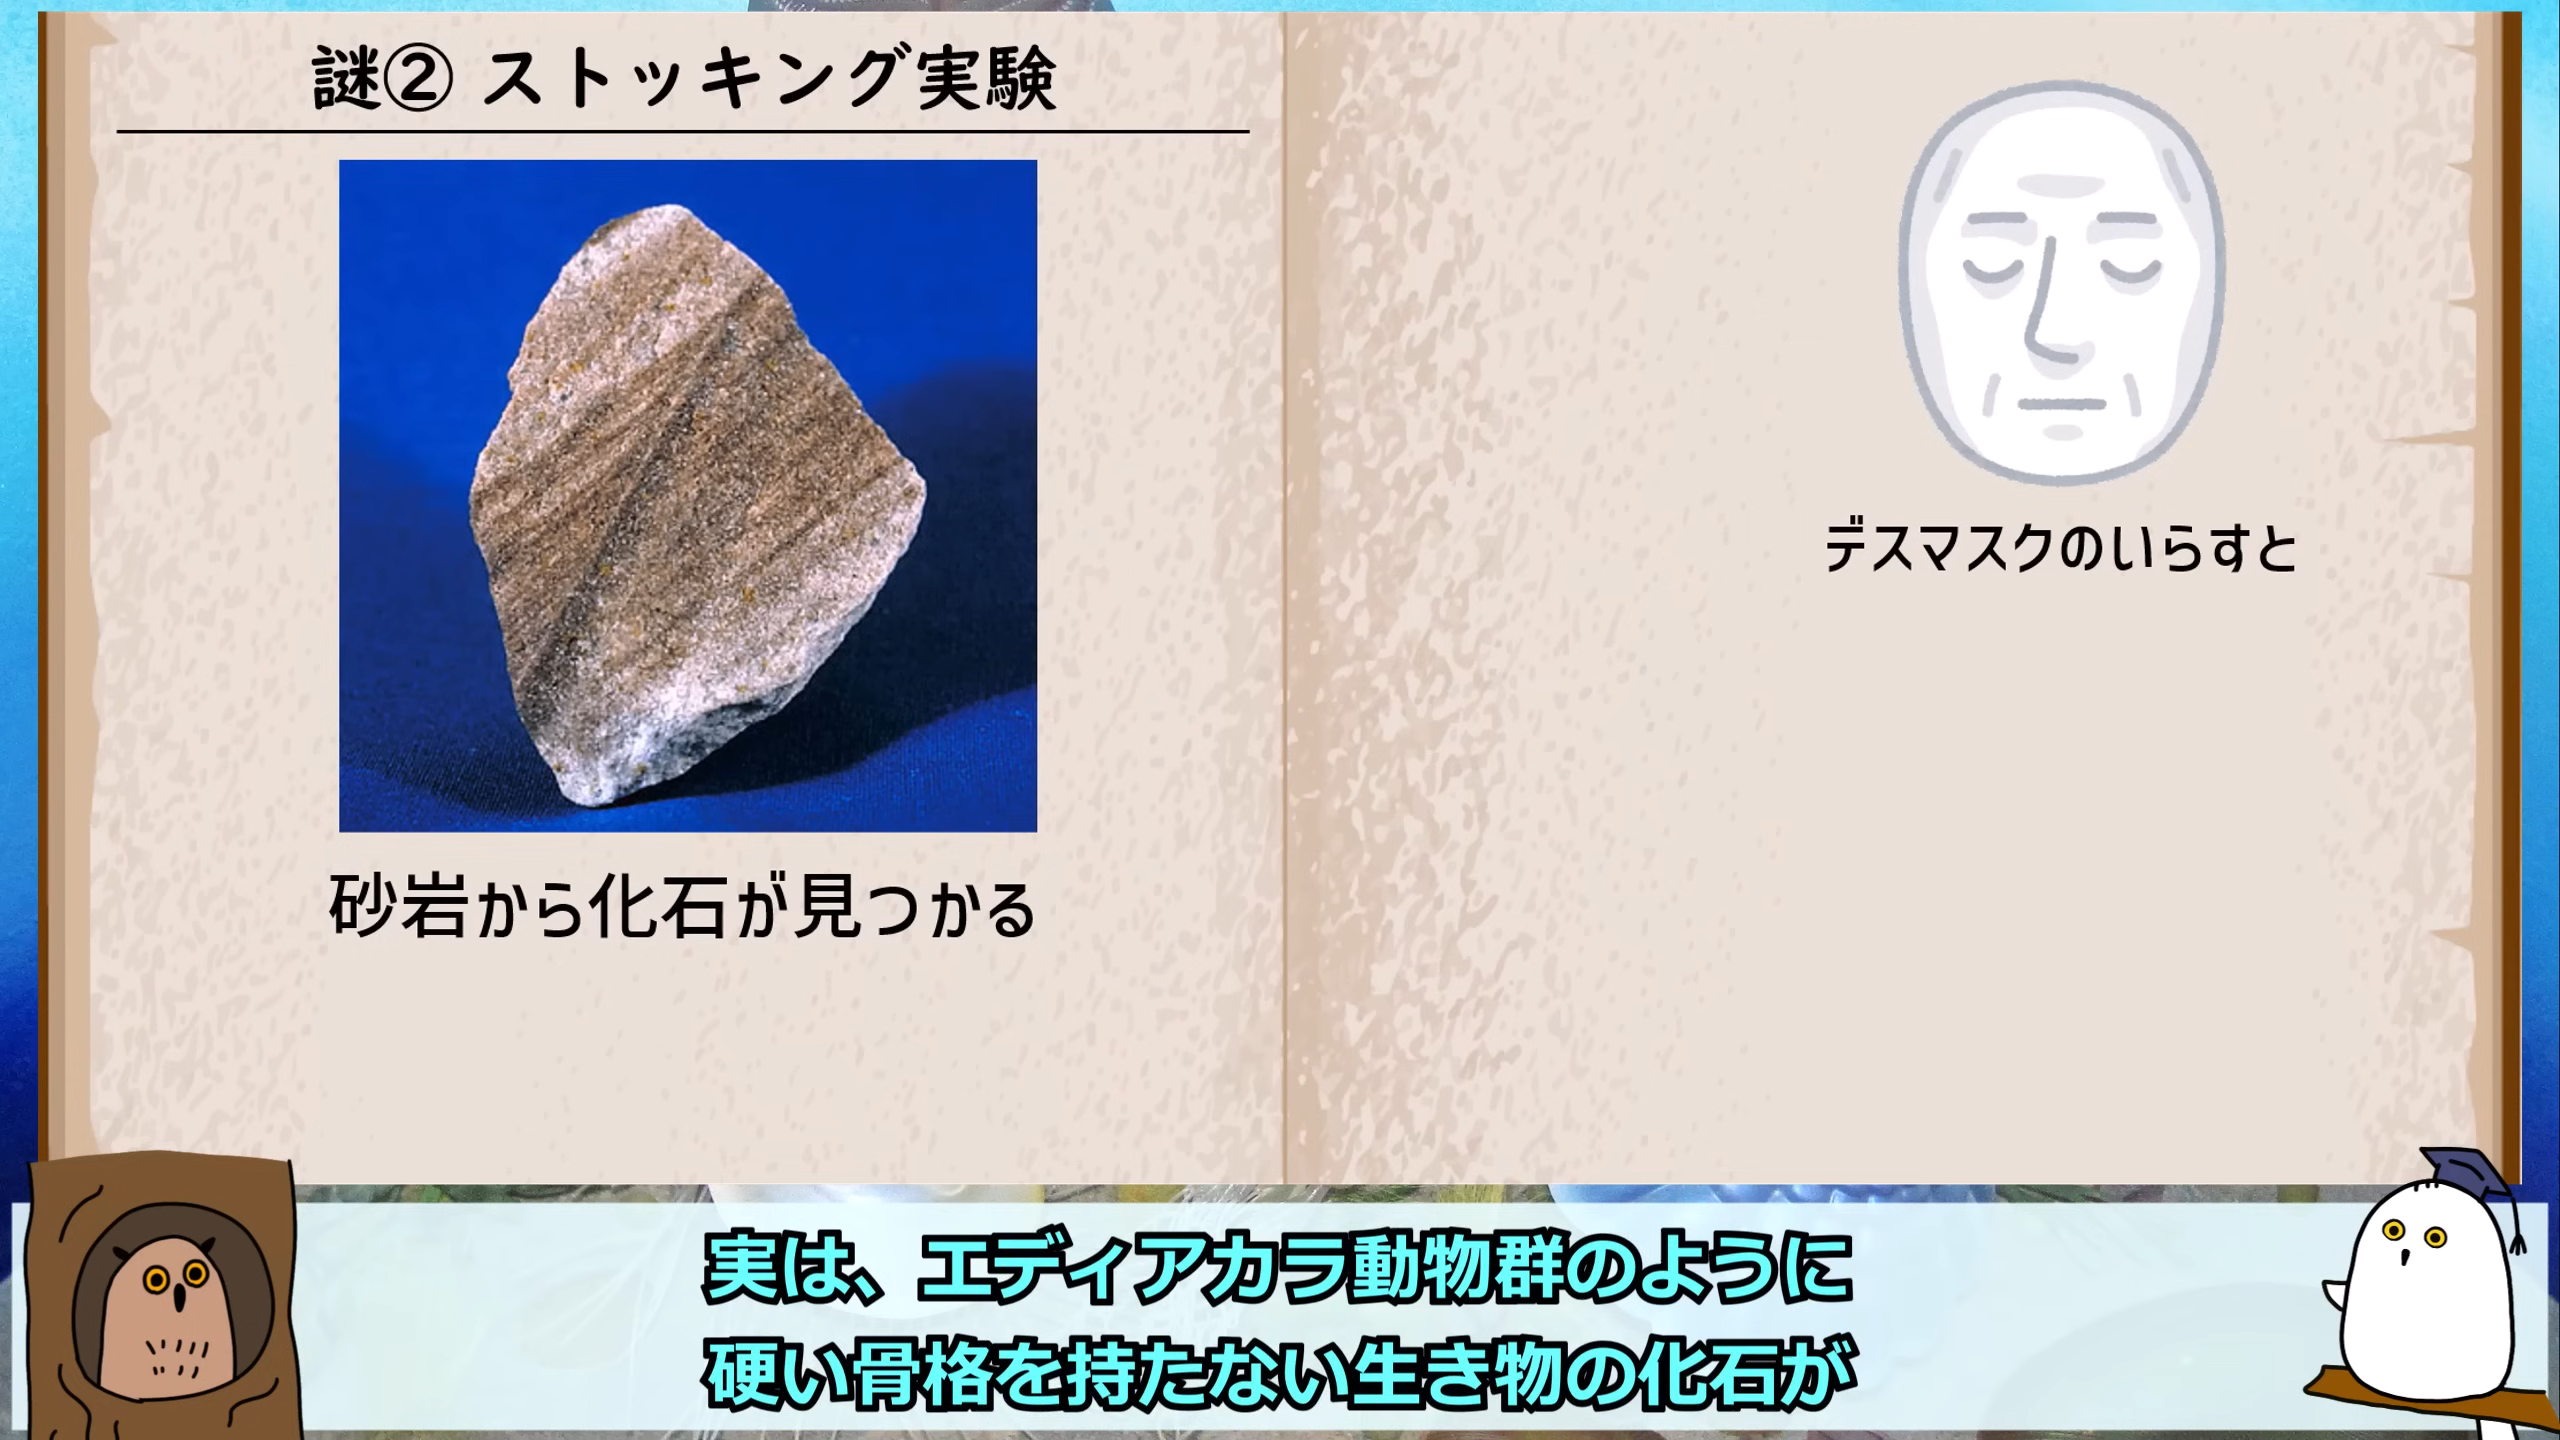 謎② ストッキング実験
砂岩から化石が見つかる
デスマスクのいらすと
実は、エディアカラ動物群のように
硬い骨格を持たない生き物の化石が